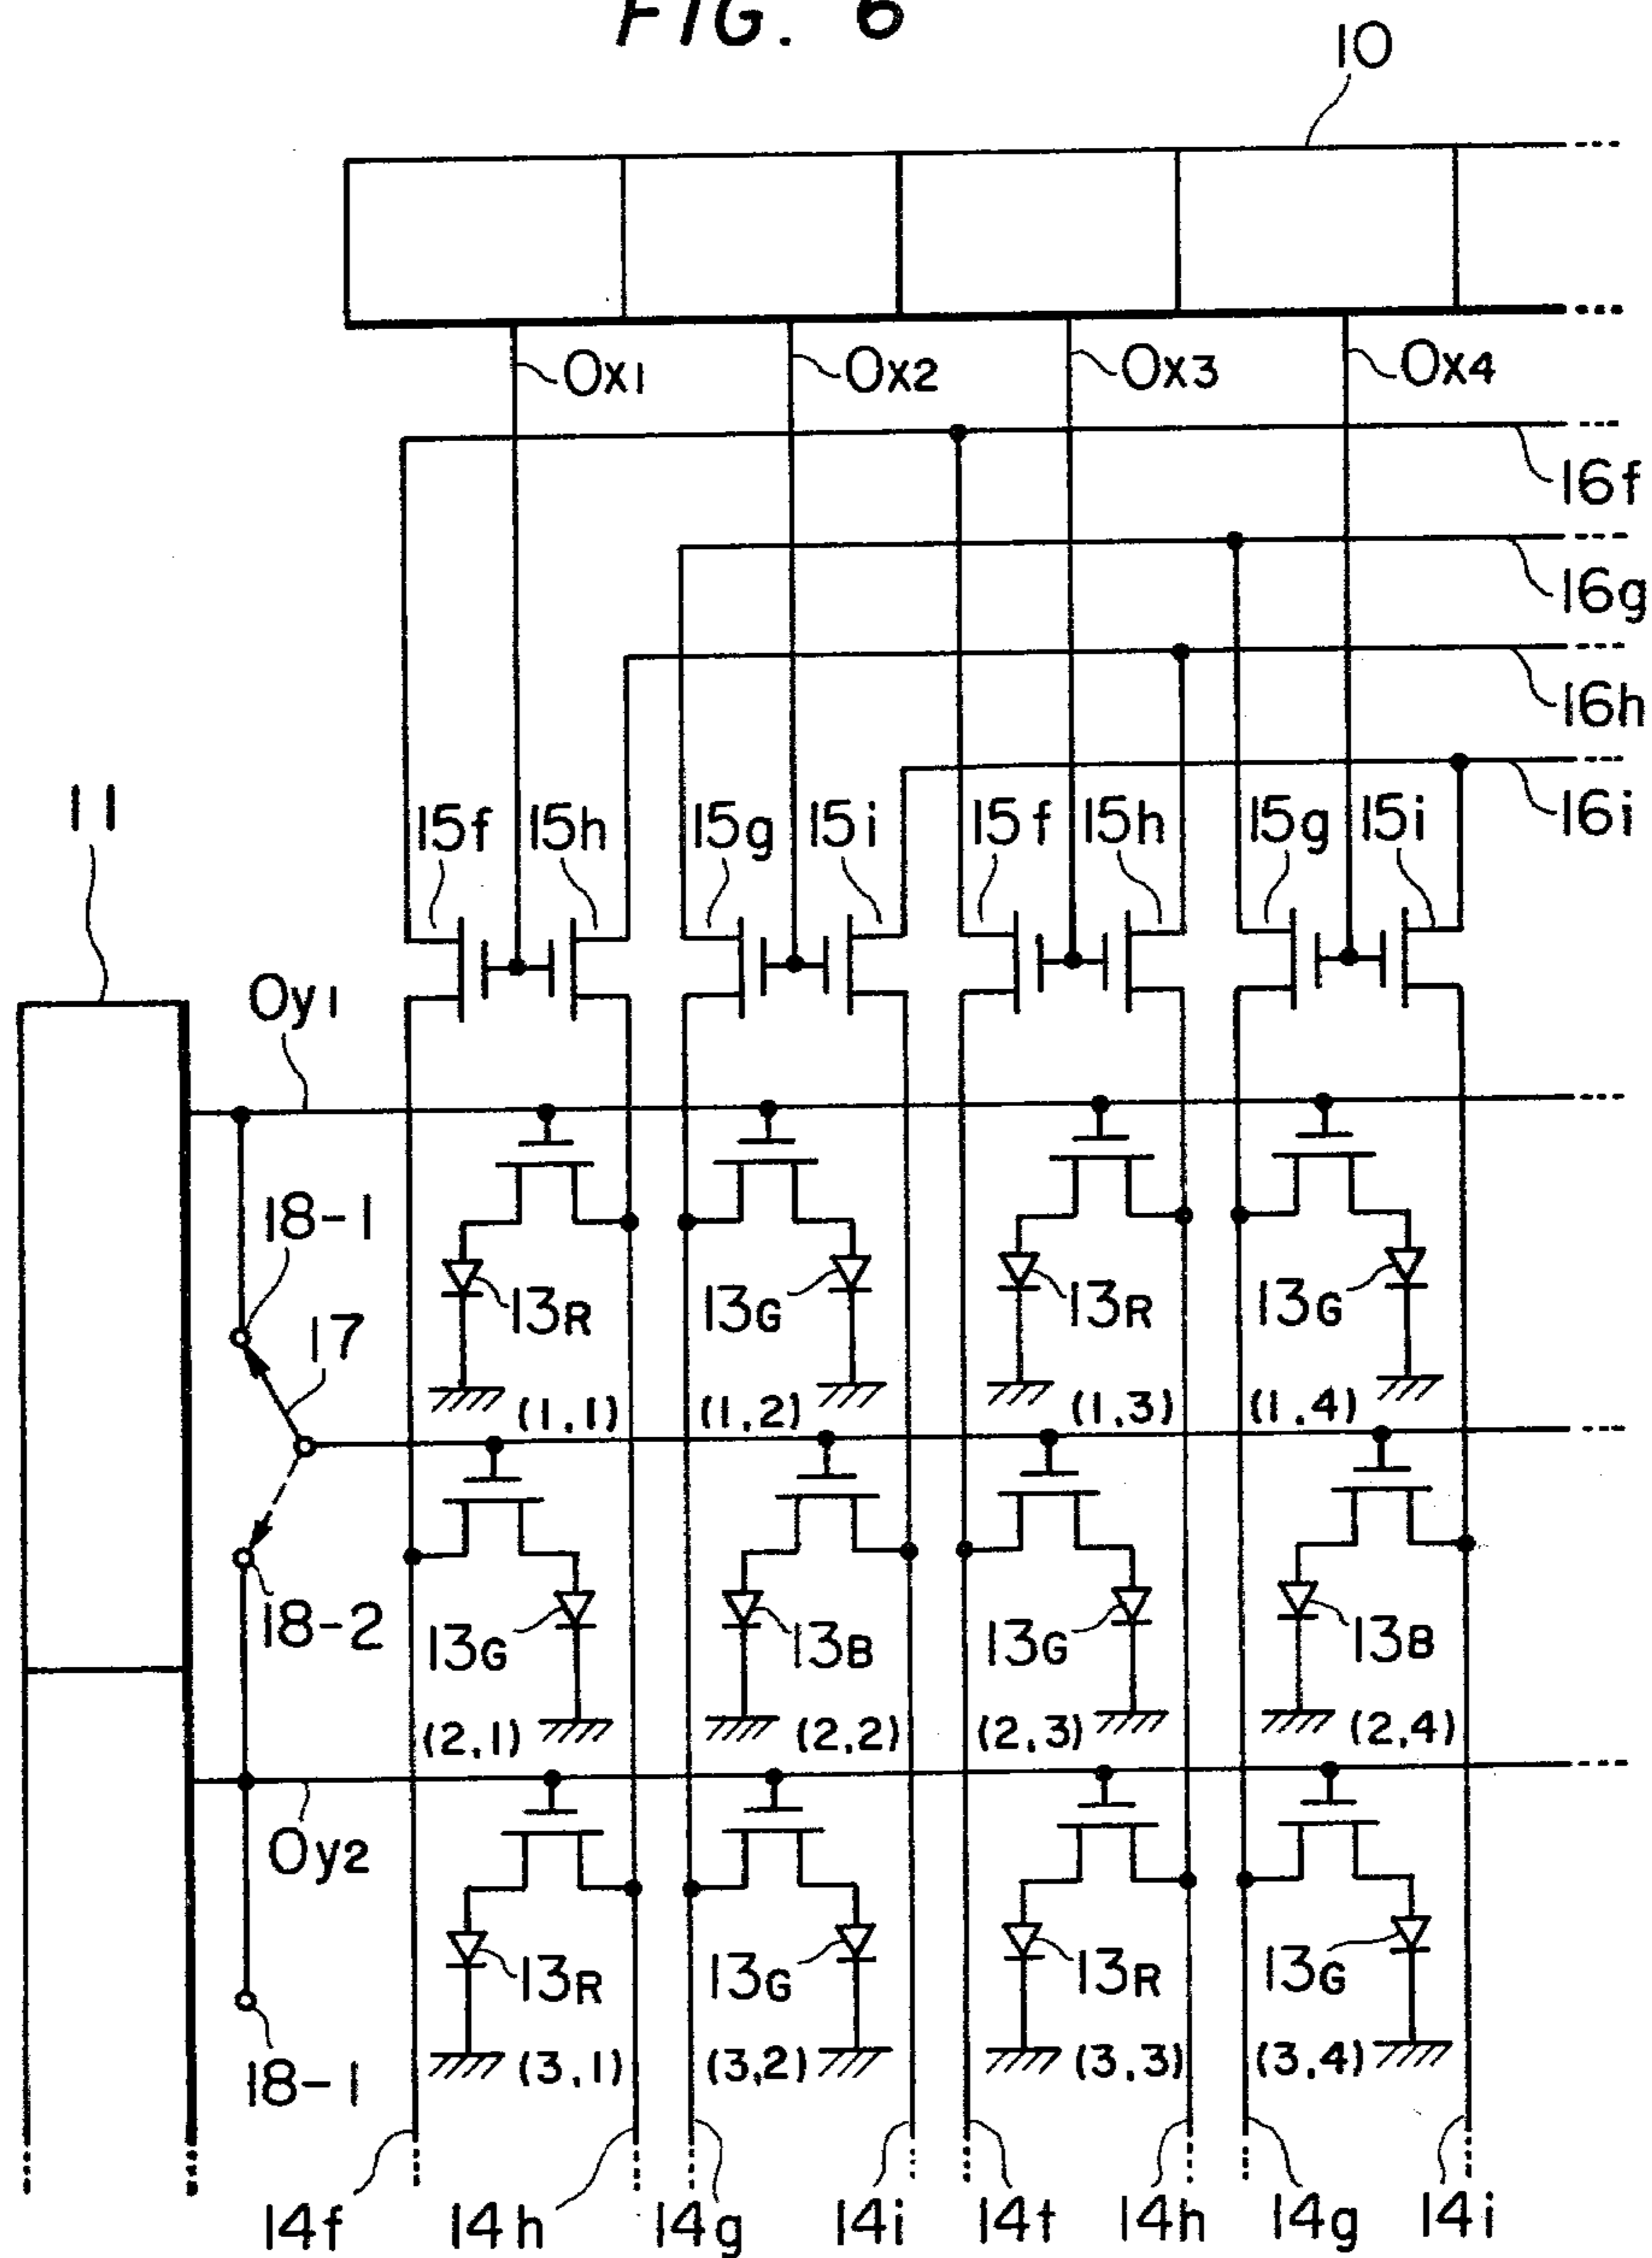 FIG. 6
10
Ox1 Ox2 Ox3 Ox4
16f
16g
16h
16i
11
15f 15h 15g 15i 15f 15h 15g 15i
Oy1
18-1
17
13R 13G 13R 13G
(1,1) (1,2) (1,3) (1,4)
18-2
13G 13B 13G 13B
(2,1) (2,2) (2,3) (2,4)
Oy2
13R 13G 13R 13G
18-1
(3,1) (3,2) (3,3) (3,4)
14f 14h 14g 14i 14f 14h 14g 14i